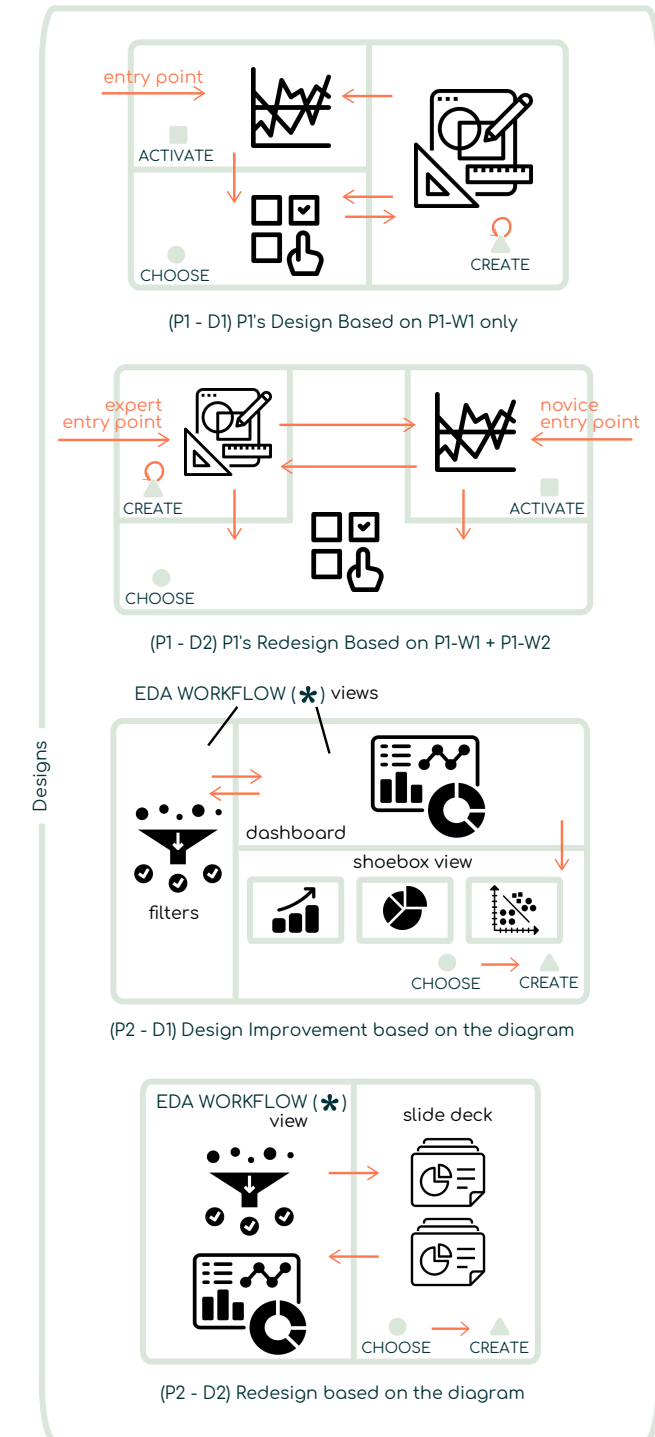 entry point
ACTIVATE
CHOOSE
CREATE
(P1 - D1) P1's Design Based on P1-W1 only
expert
entry point
novice
entry point
CREATE
ACTIVATE
CHOOSE
(P1 - D2) P1's Redesign Based on P1-W1 + P1-W2
EDA WORKFLOW (*) views
Designs
dashboard
shoebox view
filters
CHOOSE
CREATE
(P2 - D1) Design Improvement based on the diagram
EDA WORKFLOW (*)
view
slide deck
CHOOSE
CREATE
(P2 - D2) Redesign based on the diagram